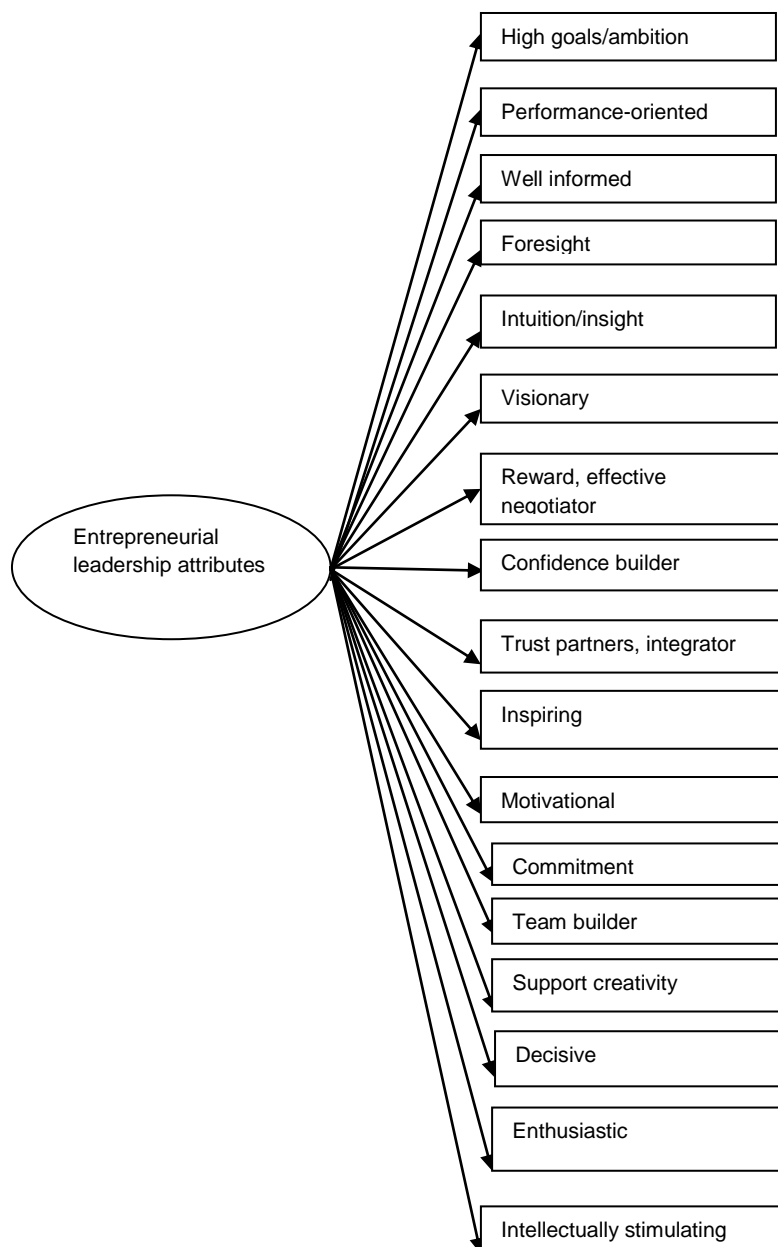 High goals/ambition
Performance-oriented
Well informed
Foresight
Intuition/insight
Visionary
Reward, effective
negotiator
Entrepreneurial
leadership attributes
Confidence builder
Trust partners, integrator
Inspiring
Motivational
Commitment
Team builder
Support creativity
Decisive
Enthusiastic
Intellectually stimulating